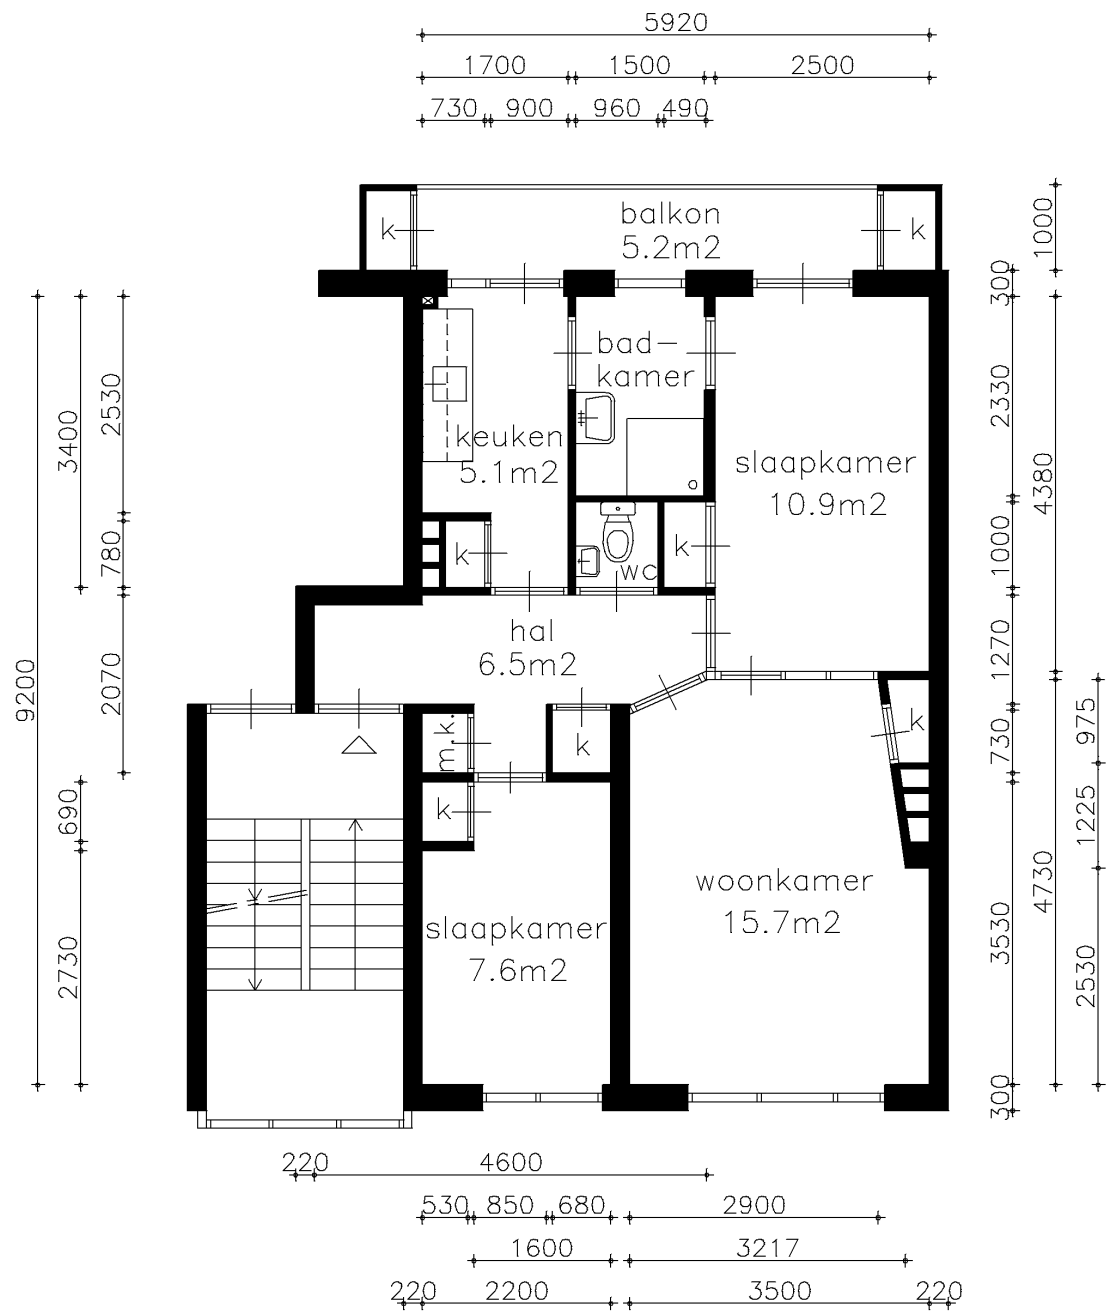 5920
1700 1500 2500
730 900 960 490
balkon
5.2m2
k
k
1000
300
bad-
kamer
keuken
5.1m2
slaapkamer
10.9m2
2530
3400
2330
4380
k
wc
k
780
1000
hal
6.5m2
9200
2070
1270
m.k.
k
k
730
975
k
690
1225
woonkamer
15.7m2
slaapkamer
7.6m2
4730
2730
3530
2530
300
220 4600
530 850 680 2900
1600 3217
220 2200 3500 220